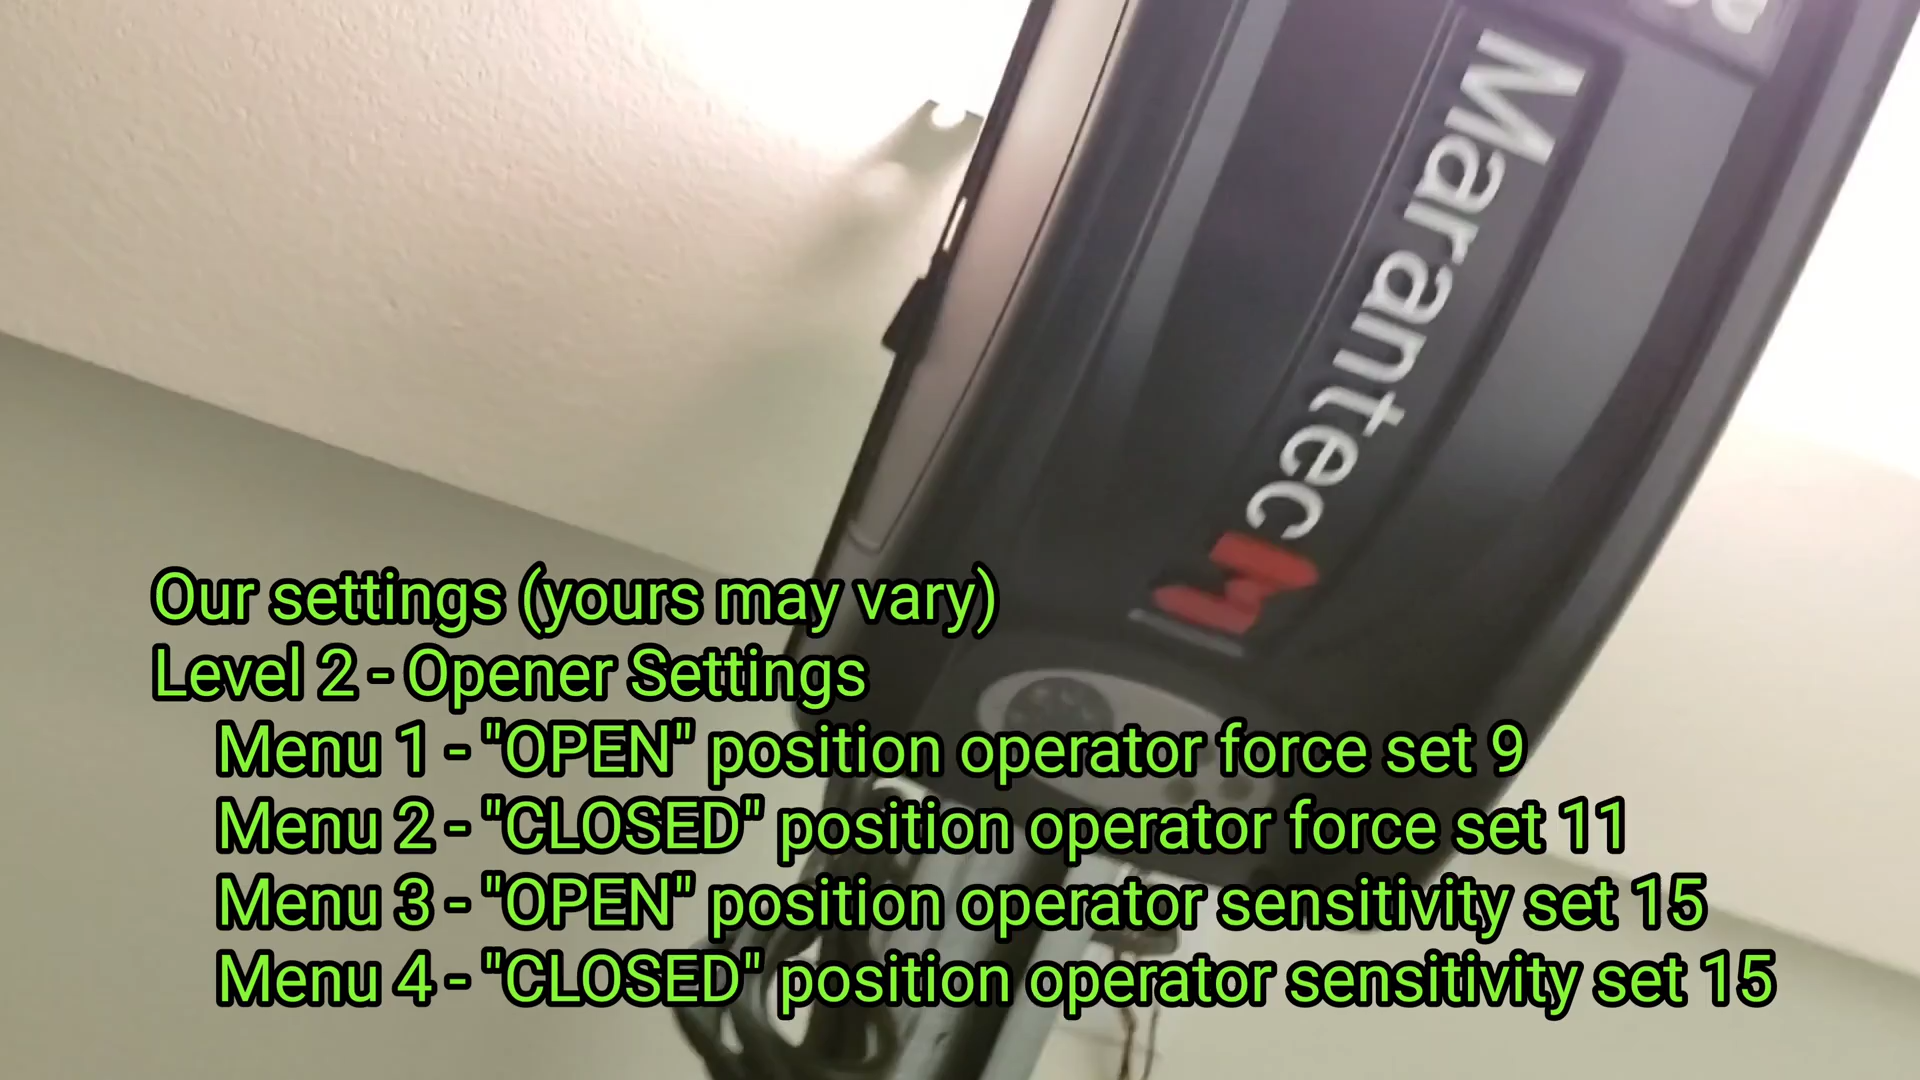 Marantec
Our settings (yours may vary)
Level 2 - Opener Settings
Menu 1 - "OPEN" position operator force set 9
Menu 2 - "CLOSED" position operator force set 11
Menu 3 - "OPEN" position operator sensitivity set 15
Menu 4 - "CLOSED" position operator sensitivity set 15